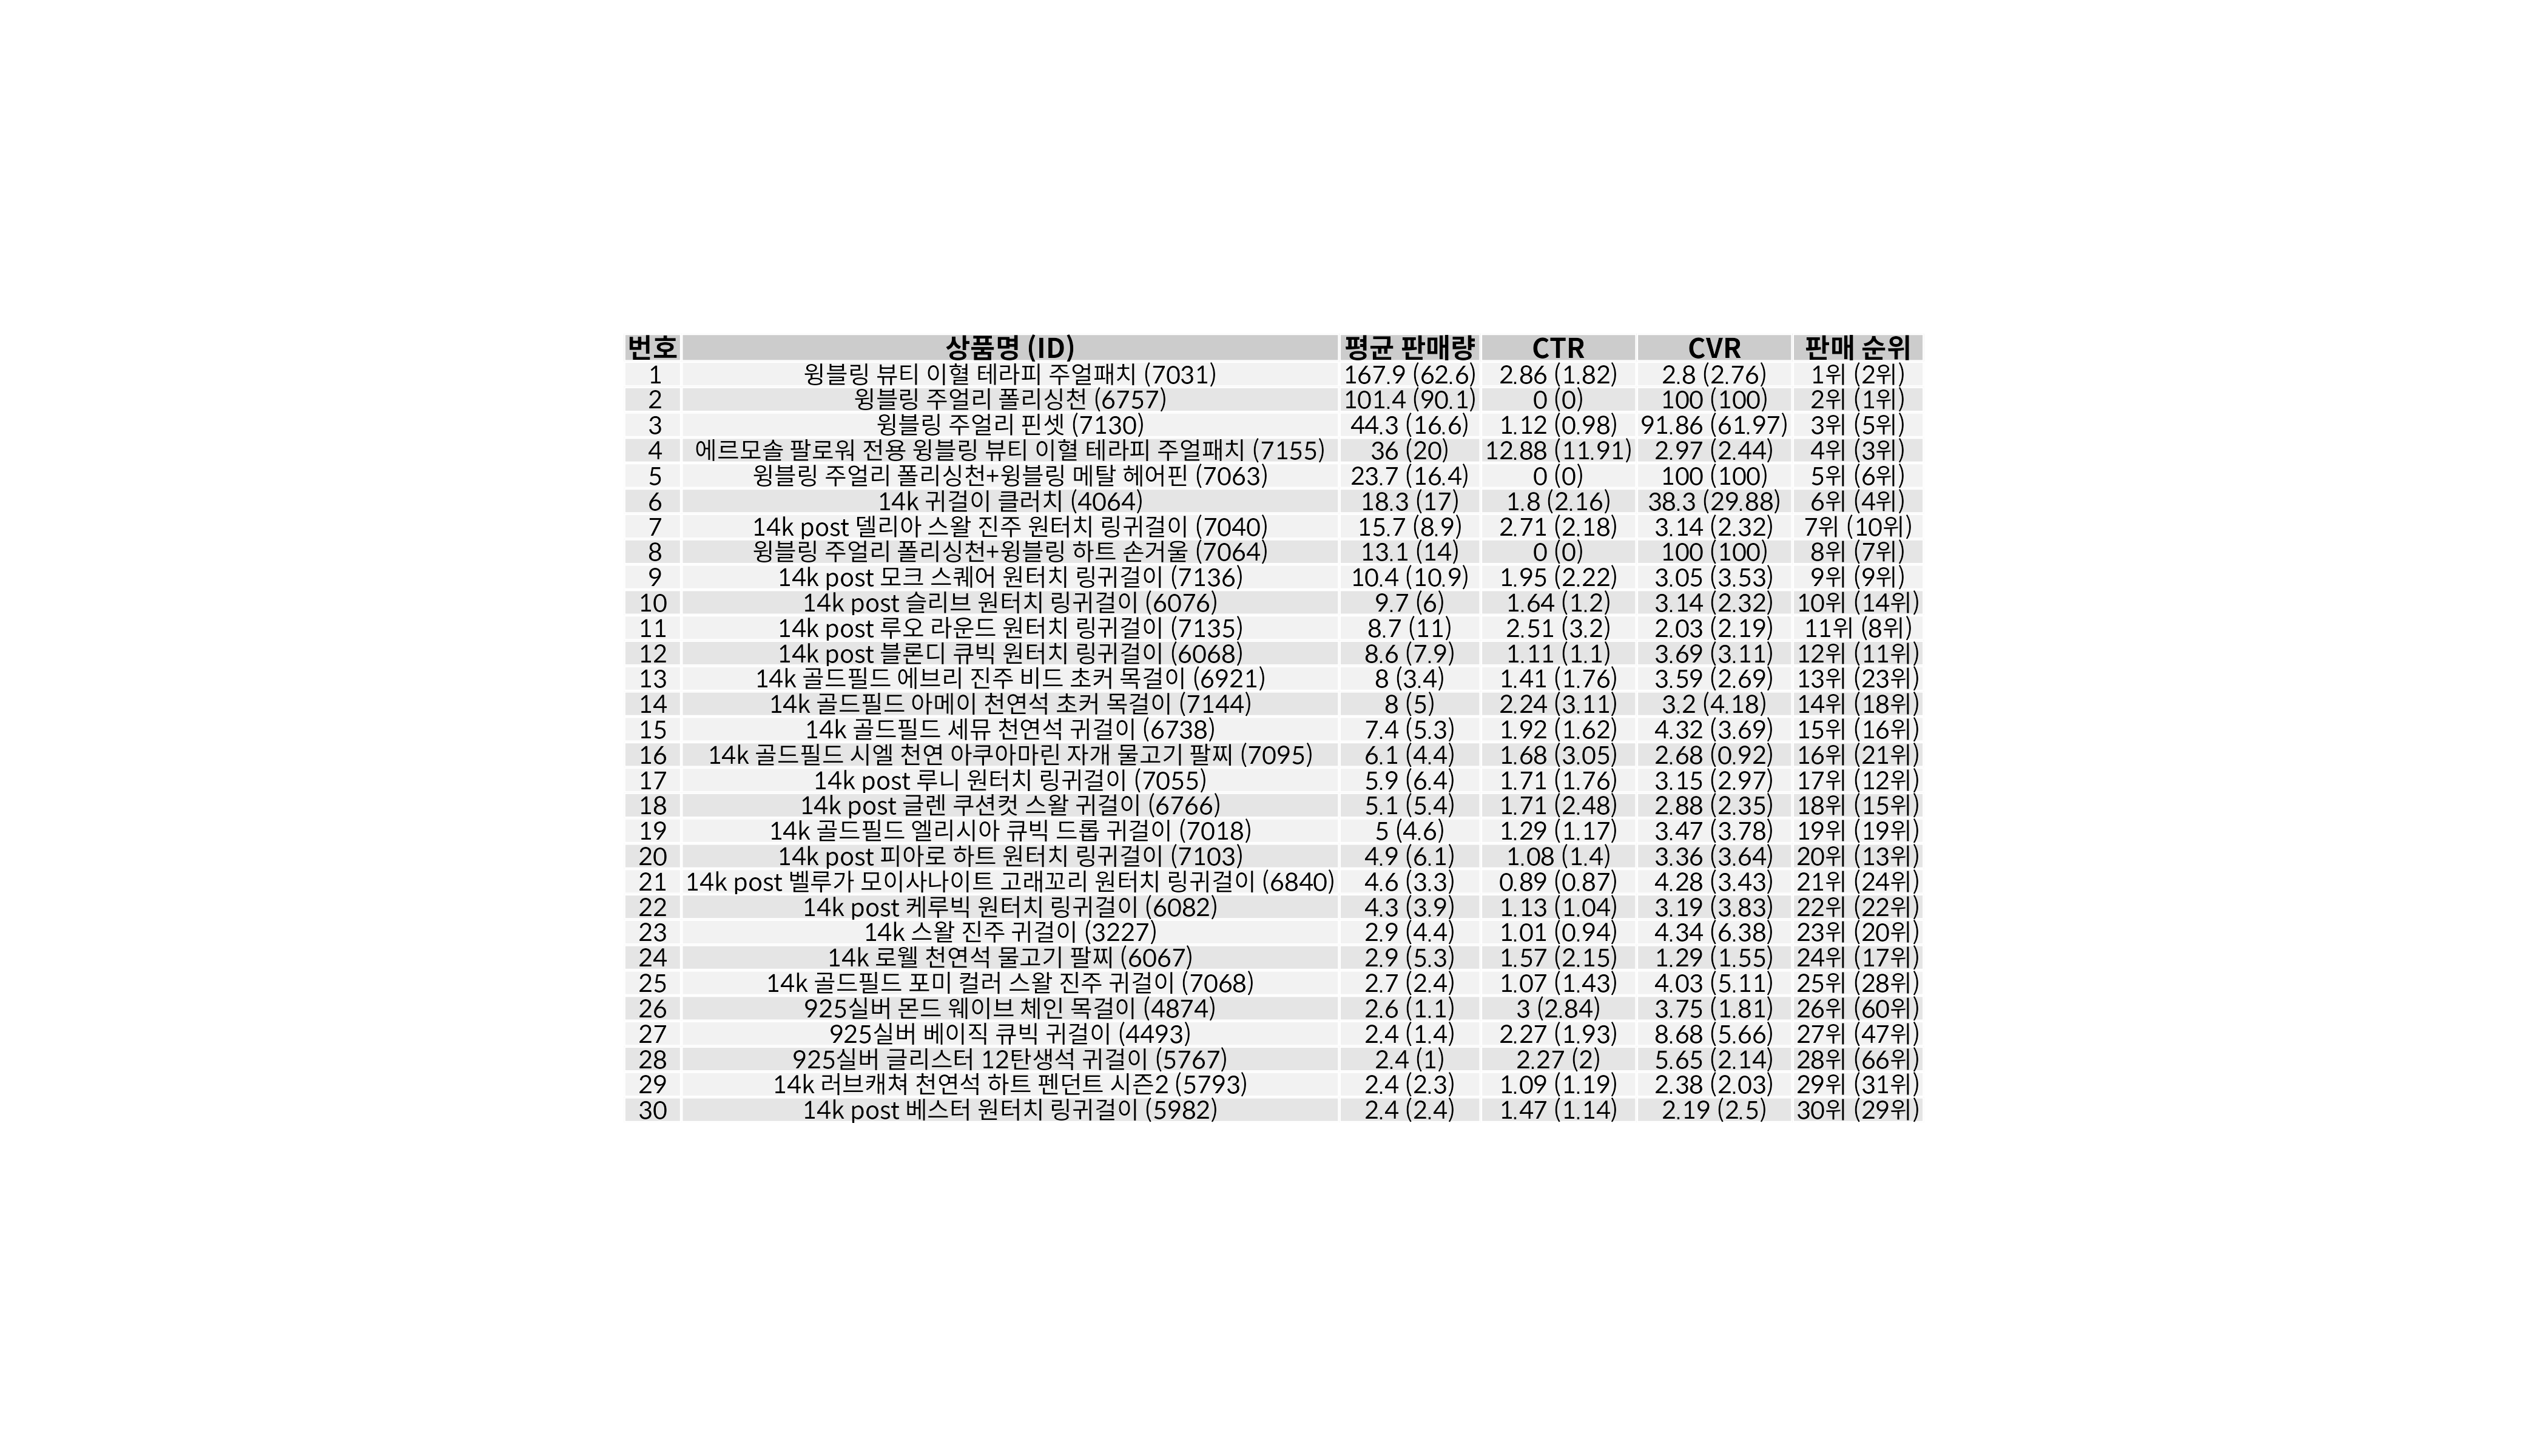 번호 상품명 (ID) 평균 판매량 CTR CVR 판매 순위
1 윙블링 뷰티 이혈 테라피 주얼패치 (7031) 167.9 (62.6) 2.86 (1.82) 2.8 (2.76) 1위 (2위)
2 윙블링 주얼리 폴리싱천 (6757) 101.4 (90.1) 0 (0) 100 (100) 2위 (1위)
3 윙블링 주얼리 핀셋 (7130) 44.3 (16.6) 1.12 (0.98) 91.86 (61.97) 3위 (5위)
4 에르모솔 팔로워 전용 윙블링 뷰티 이혈 테라피 주얼패치 (7155) 36 (20) 12.88 (11.91) 2.97 (2.44) 4위 (3위)
5 윙블링 주얼리 폴리싱천+윙블링 메탈 헤어핀 (7063) 23.7 (16.4) 0 (0) 100 (100) 5위 (6위)
6 14k 귀걸이 클러치 (4064) 18.3 (17) 1.8 (2.16) 38.3 (29.88) 6위 (4위)
7 14k post 델리아 스왈 진주 원터치 링귀걸이 (7040) 15.7 (8.9) 2.71 (2.18) 3.14 (2.32) 7위 (10위)
8 윙블링 주얼리 폴리싱천+윙블링 하트 손거울 (7064) 13.1 (14) 0 (0) 100 (100) 8위 (7위)
9 14k post 모크 스퀘어 원터치 링귀걸이 (7136) 10.4 (10.9) 1.95 (2.22) 3.05 (3.53) 9위 (9위)
10 14k post 슬리브 원터치 링귀걸이 (6076) 9.7 (6) 1.64 (1.2) 3.14 (2.32) 10위 (14위)
11 14k post 루오 라운드 원터치 링귀걸이 (7135) 8.7 (11) 2.51 (3.2) 2.03 (2.19) 11위 (8위)
12 14k post 블론디 큐빅 원터치 링귀걸이 (6068) 8.6 (7.9) 1.11 (1.1) 3.69 (3.11) 12위 (11위)
13 14k 골드필드 에브리 진주 비드 초커 목걸이 (6921) 8 (3.4) 1.41 (1.76) 3.59 (2.69) 13위 (23위)
14 14k 골드필드 아메이 천연석 초커 목걸이 (7144) 8 (5) 2.24 (3.11) 3.2 (4.18) 14위 (18위)
15 14k 골드필드 세뮤 천연석 귀걸이 (6738) 7.4 (5.3) 1.92 (1.62) 4.32 (3.69) 15위 (16위)
16 14k 골드필드 시엘 천연 아쿠아마린 자개 물고기 팔찌 (7095) 6.1 (4.4) 1.68 (3.05) 2.68 (0.92) 16위 (21위)
17 14k post 루니 원터치 링귀걸이 (7055) 5.9 (6.4) 1.71 (1.76) 3.15 (2.97) 17위 (12위)
18 14k post 글렌 쿠션컷 스왈 귀걸이 (6766) 5.1 (5.4) 1.71 (2.48) 2.88 (2.35) 18위 (15위)
19 14k 골드필드 엘리시아 큐빅 드롭 귀걸이 (7018) 5 (4.6) 1.29 (1.17) 3.47 (3.78) 19위 (19위)
20 14k post 피아로 하트 원터치 링귀걸이 (7103) 4.9 (6.1) 1.08 (1.4) 3.36 (3.64) 20위 (13위)
21 14k post 벨루가 모이사나이트 고래꼬리 원터치 링귀걸이 (6840) 4.6 (3.3) 0.89 (0.87) 4.28 (3.43) 21위 (24위)
22 14k post 케루빅 원터치 링귀걸이 (6082) 4.3 (3.9) 1.13 (1.04) 3.19 (3.83) 22위 (22위)
23 14k 스왈 진주 귀걸이 (3227) 2.9 (4.4) 1.01 (0.94) 4.34 (6.38) 23위 (20위)
24 14k 로웰 천연석 물고기 팔찌 (6067) 2.9 (5.3) 1.57 (2.15) 1.29 (1.55) 24위 (17위)
25 14k 골드필드 포미 컬러 스왈 진주 귀걸이 (7068) 2.7 (2.4) 1.07 (1.43) 4.03 (5.11) 25위 (28위)
26 925실버 몬드 웨이브 체인 목걸이 (4874) 2.6 (1.1) 3 (2.84) 3.75 (1.81) 26위 (60위)
27 925실버 베이직 큐빅 귀걸이 (4493) 2.4 (1.4) 2.27 (1.93) 8.68 (5.66) 27위 (47위)
28 925실버 글리스터 12탄생석 귀걸이 (5767) 2.4 (1) 2.27 (2) 5.65 (2.14) 28위 (66위)
29 14k 러브캐쳐 천연석 하트 펜던트 시즌2 (5793) 2.4 (2.3) 1.09 (1.19) 2.38 (2.03) 29위 (31위)
30 14k post 베스터 원터치 링귀걸이 (5982) 2.4 (2.4) 1.47 (1.14) 2.19 (2.5) 30위 (29위)